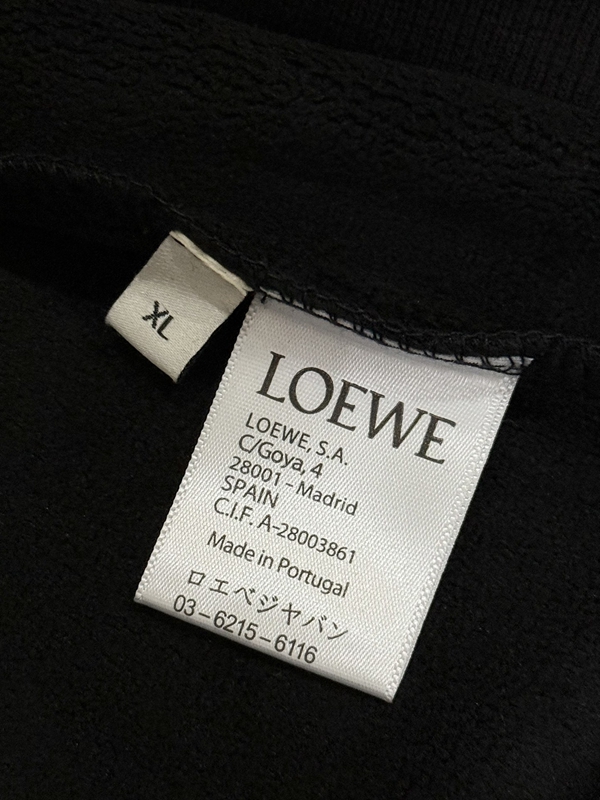 XL
LOEWE
LOEWE, S.A.
C/Goya, 4
28001 - Madrid
SPAIN
C.I.F. A-28003861
Made in Portugal
ロエベジャパン
03-6215-6116